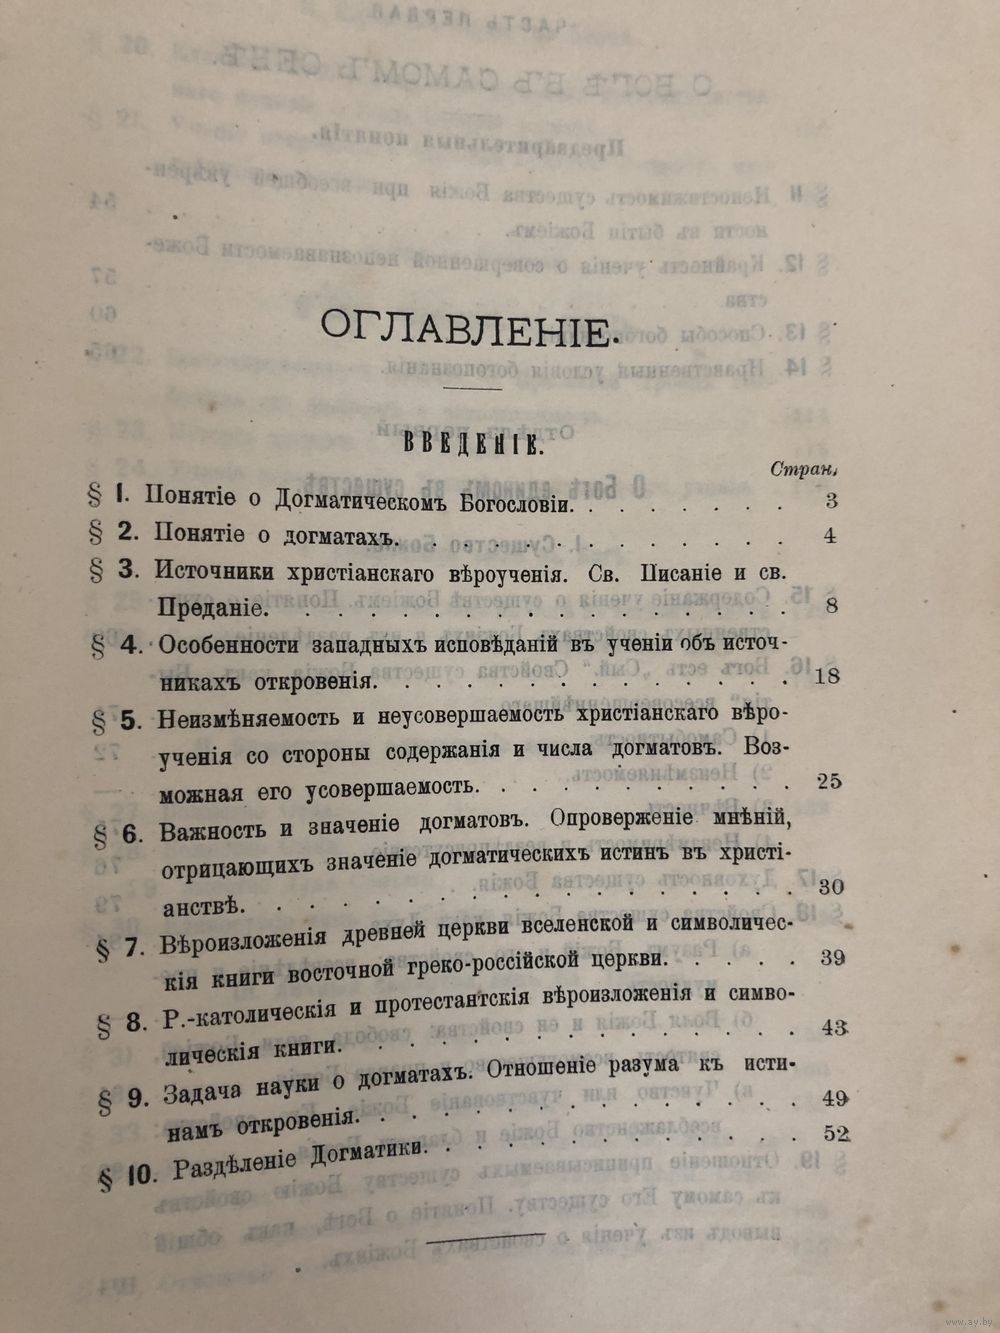 ОГЛАВЛЕНІЕ.
ВВЕДЕНІЕ.
Стран.
§ 1. Понятіе о Догматическомъ Богословіи. . . . . . . . 3
§ 2. Понятіе о догматахъ. . . . . . . . . . . . . 4
§ 3. Источники христіанскаго вѣроученія. Св. Писаніе и св.
Преданіе. . . . . . . . . . . . . . . . . 8
§ 4. Особенности западныхъ исповѣданій въ ученіи объ источ-
никахъ откровенія. . . . . . . . . . . . . . 18
§ 5. Неизмѣняемость и неусовершаемость христіанскаго вѣро-
ученія со стороны содержанія и числа догматовъ. Воз-
можная его усовершаемость. . . . . . . . . . 25
§ 6. Важность и значеніе догматовъ. Опроверженіе мнѣній,
отрицающихъ значеніе догматическихъ истинъ въ христі-
анствѣ. . . . . . . . . . . . . . . . . . 30
§ 7. Вѣроизложенія древней церкви вселенской и символичес-
кія книги восточной греко-россійской церкви. . . . . 39
§ 8. Р.-католическія и протестантскія вѣроизложенія и симво-
лическія книги. . . . . . . . . . . . . . . 43
§ 9. Задача науки о догматахъ. Отношеніе разума къ исти-
намъ откровенія. . . . . . . . . . . . . . 49
§ 10. Раздѣленіе Догматики. . . . . . . . . . . . 52
www.ay.by